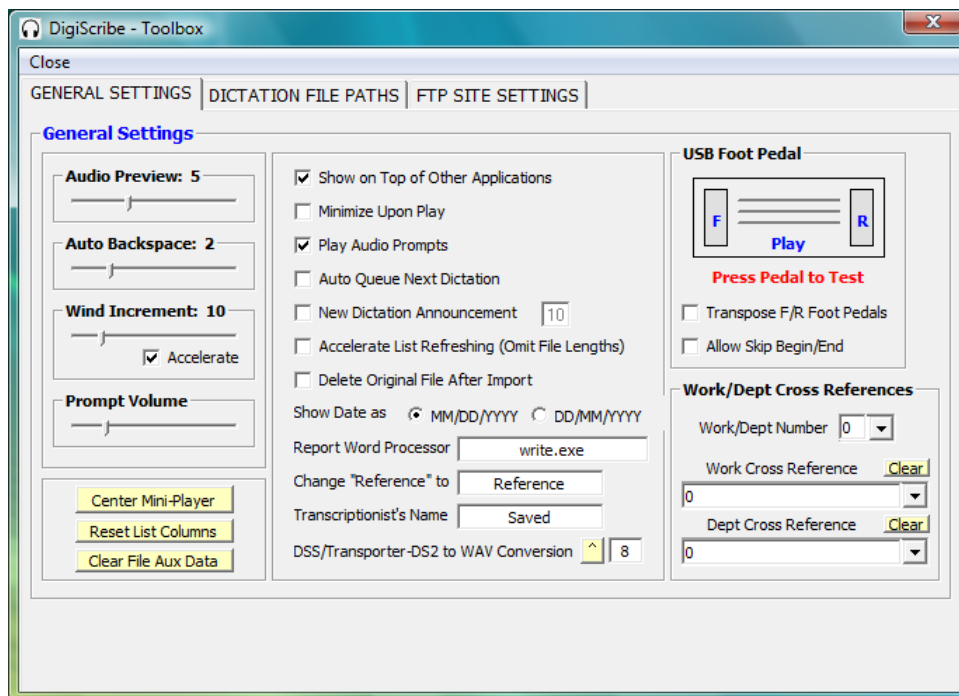 DigiScribe - Toolbox
X
Close
GENERAL SETTINGS
DICTATION FILE PATHS
FTP SITE SETTINGS
General Settings
Audio Preview: 5
Auto Backspace: 2
Wind Increment: 10
Accelerate
Prompt Volume
Center Mini-Player
Reset List Columns
Clear File Aux Data
Show on Top of Other Applications
Minimize Upon Play
Play Audio Prompts
Auto Queue Next Dictation
New Dictation Announcement 10
Accelerate List Refreshing (Omit File Lengths)
Delete Original File After Import
Show Date as MM/DD/YYYY DD/MM/YYYY
Report Word Processor write.exe
Change "Reference" to Reference
Transcriptionist's Name Saved
DSS/Transporter-DS2 to WAV Conversion ^ 8
USB Foot Pedal
F R
Play
Press Pedal to Test
Transpose F/R Foot Pedals
Allow Skip Begin/End
Work/Dept Cross References
Work/Dept Number 0
Work Cross Reference Clear
0
Dept Cross Reference Clear
0